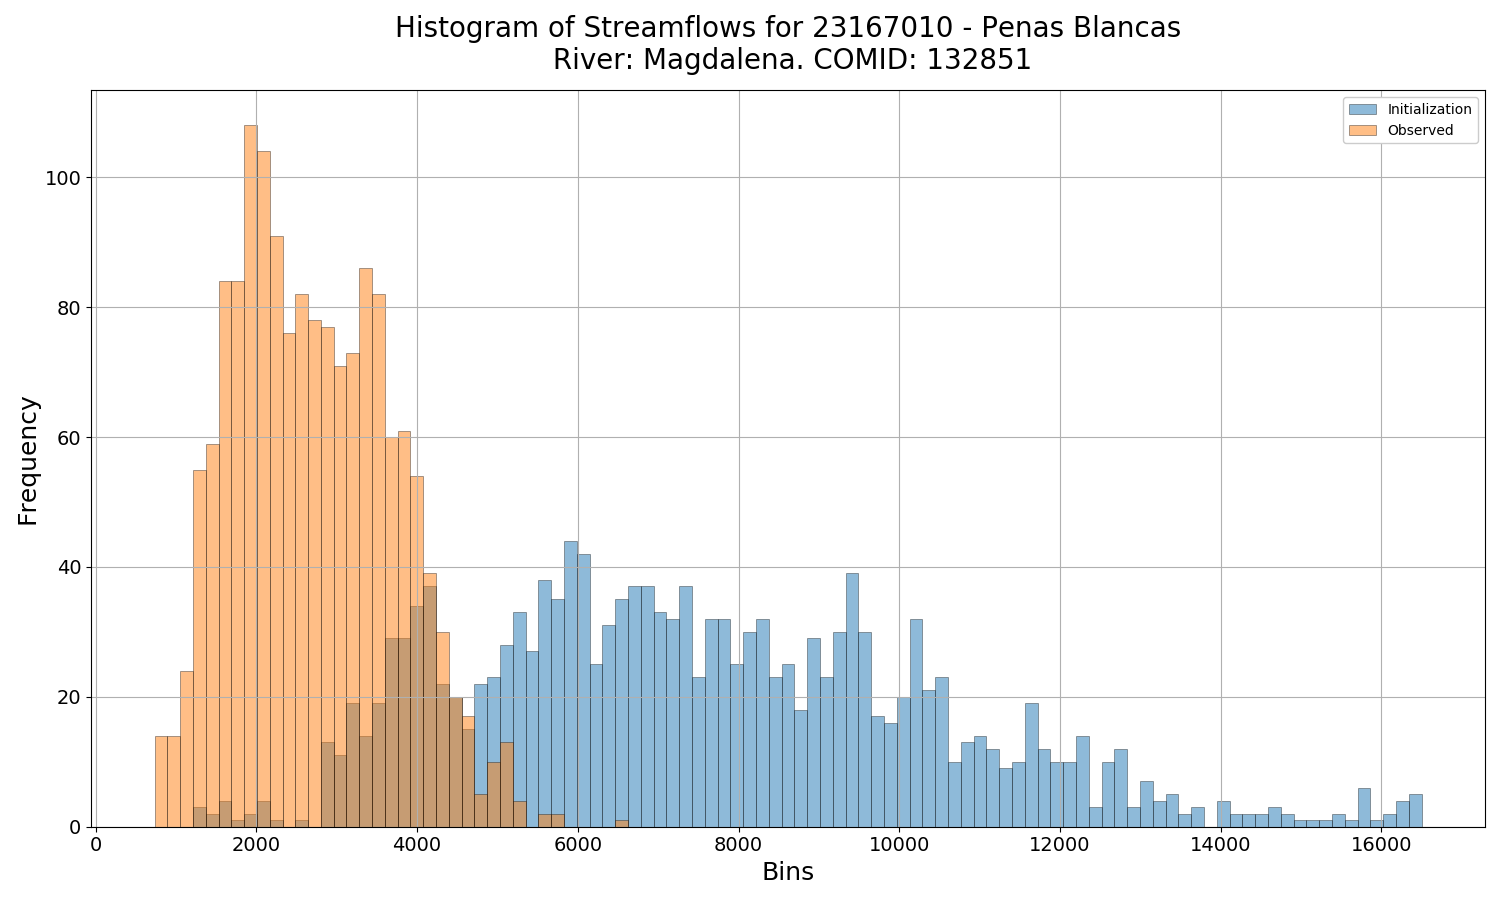 Histogram of Streamflows for 23167010 - Penas Blancas
River: Magdalena. COMID: 132851
Initialization
Observed
100
80
60
40
20
0
Frequency
0 2000 4000 6000 8000 10000 12000 14000 16000
Bins